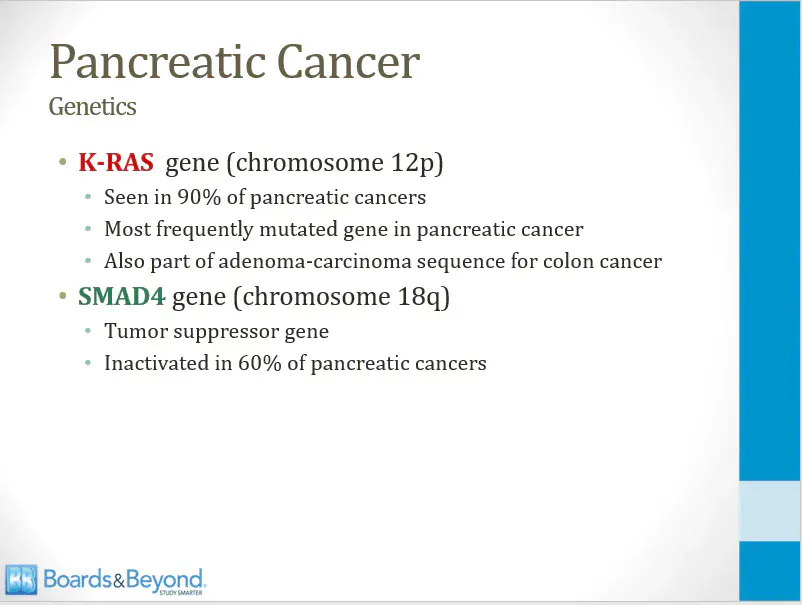 Pancreatic Cancer
Genetics
• K-RAS gene (chromosome 12p)
• Seen in 90% of pancreatic cancers
• Most frequently mutated gene in pancreatic cancer
• Also part of adenoma-carcinoma sequence for colon cancer
• SMAD4 gene (chromosome 18q)
• Tumor suppressor gene
• Inactivated in 60% of pancreatic cancers
BB Boards&Beyond.
STUDY SMARTER